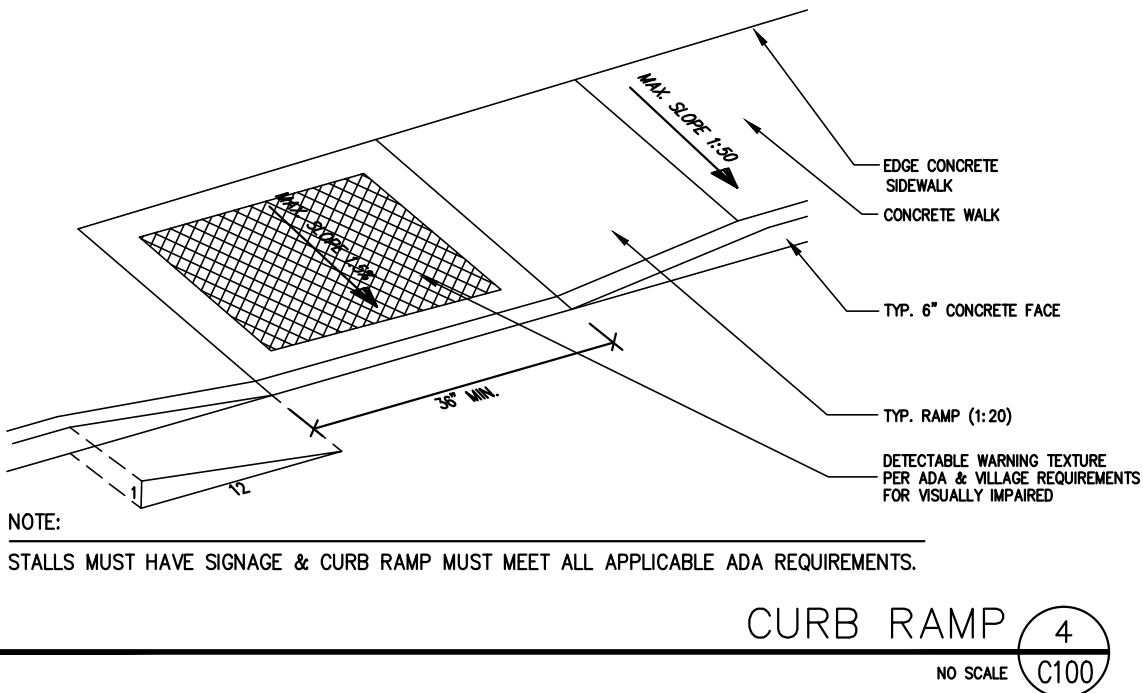 MAX. SLOPE 1:50
EDGE CONCRETE
SIDEWALK
CONCRETE WALK
MAX. SLOPE
TYP. 6" CONCRETE FACE
36" MIN.
TYP. RAMP (1:20)
DETECTABLE WARNING TEXTURE
PER ADA & VILLAGE REQUIREMENTS
FOR VISUALLY IMPAIRED
1
12
NOTE:
STALLS MUST HAVE SIGNAGE & CURB RAMP MUST MEET ALL APPLICABLE ADA REQUIREMENTS.
CURB RAMP
4
NO SCALE
C100